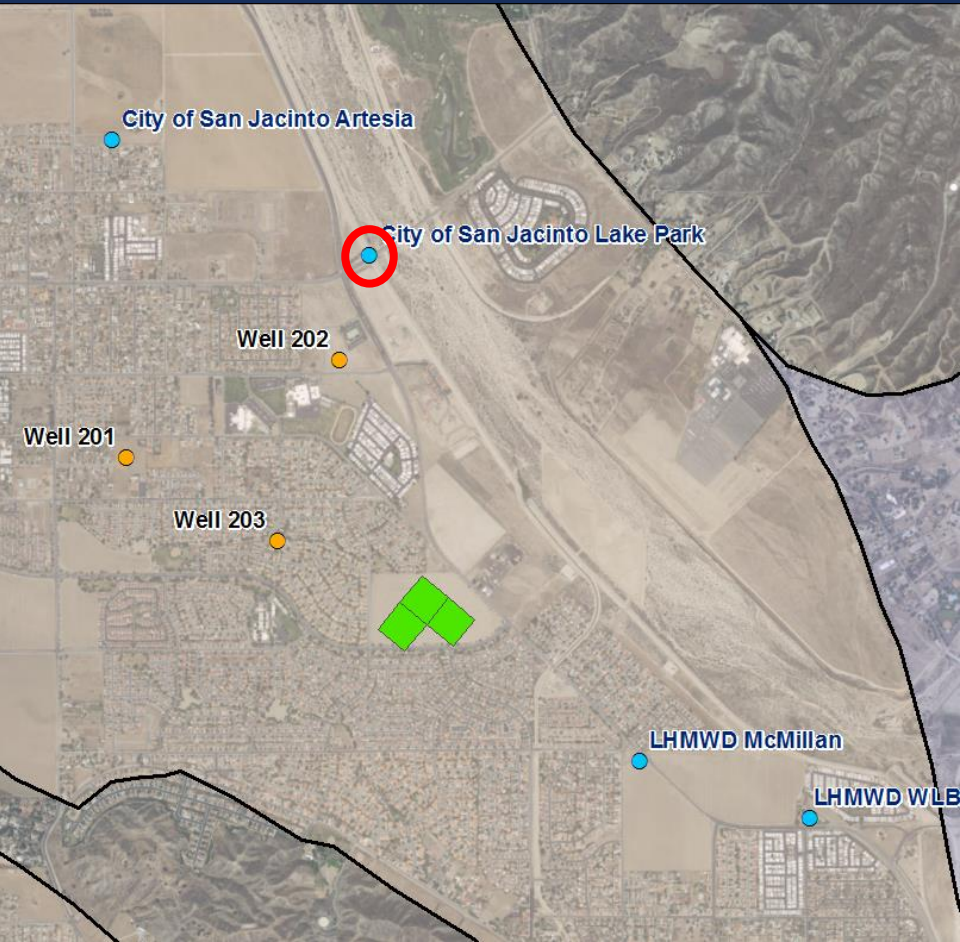 City of San Jacinto Artesia
City of San Jacinto Lake Park
Well 202
Well 201
Well 203
LHMWD McMillan
LHMWD WLB